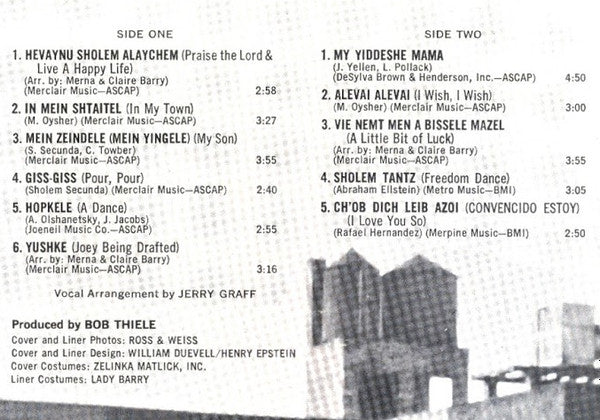 SIDE ONE
1. HEVAYNU SHOLEM ALAYCHEM (Praise the Lord &
Live A Happy Life)
(Arr. by: Merna & Claire Barry)
(Merclair Music—ASCAP) 2:58
2. IN MEIN SHTAITEL (In My Town)
(M. Oysher) (Merclair Music—ASCAP) 3:27
3. MEIN ZEINDELE (MEIN YINGELE) (My Son)
(S. Secunda, C. Towber)
(Merclair Music—ASCAP) 3:55
4. GISS-GISS (Pour, Pour)
(Sholem Secunda) (Merclair Music—ASCAP) 2:40
5. HOPKELE (A Dance)
(A. Olshanetsky, J. Jacobs)
(Joeneil Music Co.—ASCAP) 2:55
6. YUSHKE (Joey Being Drafted)
(Arr. by: Merna & Claire Barry)
(Merclair Music—ASCAP) 3:16
Vocal Arrangement by JERRY GRAFF
Produced by BOB THIELE
Cover and Liner Photos: ROSS & WEISS
Cover and Liner Design: WILLIAM DUEVELL/HENRY EPSTEIN
Cover Costumes: ZELINKA MATLICK, INC.
Liner Costumes: LADY BARRY
SIDE TWO
1. MY YIDDESHE MAMA
(J. Yellen, L. Pollack)
(DeSylva Brown & Henderson, Inc.—ASCAP) 4:50
2. ALEVAI ALEVAI (I Wish, I Wish)
(M. Oysher) (Merclair Music—ASCAP) 3:00
3. VIE NEMT MEN A BISSELE MAZEL
(A Little Bit of Luck)
(Arr. by: Merna & Claire Barry)
(Merclair Music—ASCAP) 3:55
4. SHOLEM TANTZ (Freedom Dance)
(Abraham Ellstein) (Metro Music—BMI) 3:05
5. CH'OB DICH LEIB AZOI (CONVENCIDO ESTOY)
(I Love You So)
(Rafael Hernandez) (Merpine Music—BMI) 2:50